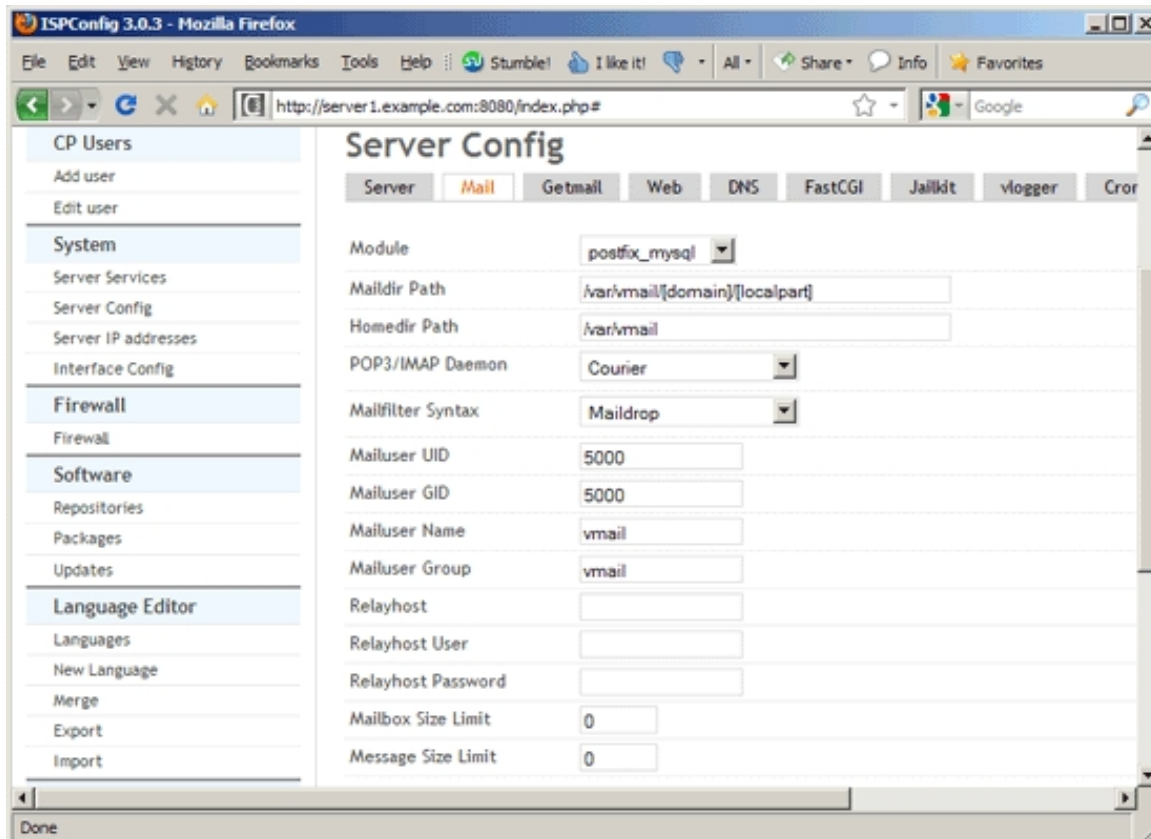 ISPConfig 3.0.3 - Mozilla Firefox
File Edit View History Bookmarks Tools Help Stumble! I like it! All Share Info Favorites
http://server1.example.com:8080/index.php# Google
CP Users
Add user
Edit user
System
Server Services
Server Config
Server IP addresses
Interface Config
Firewall
Firewall
Software
Repositories
Packages
Updates
Language Editor
Languages
New Language
Merge
Export
Import
Server Config
Server Mail Getmail Web DNS FastCGI Jailkit vlogger Cron
Module postfix_mysql
Maildir Path /var/vmail/[domain]/[localpart]
Homedir Path /var/vmail
POP3/IMAP Daemon Courier
Mailfilter Syntax Maildrop
Mailuser UID 5000
Mailuser GID 5000
Mailuser Name vmail
Mailuser Group vmail
Relayhost
Relayhost User
Relayhost Password
Mailbox Size Limit 0
Message Size Limit 0
Done